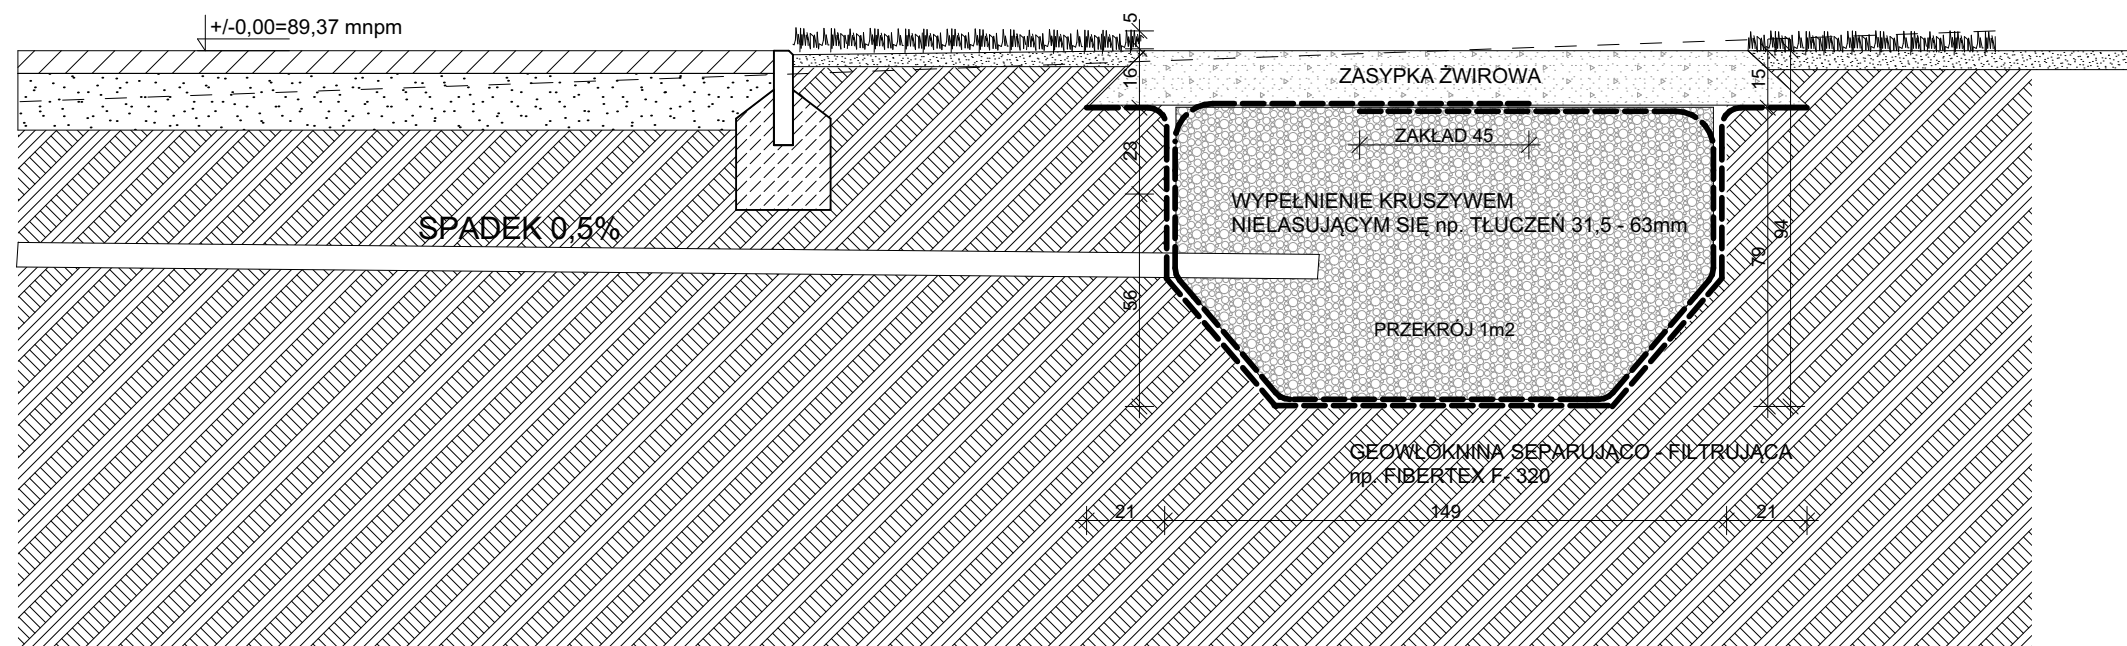 +/-0,00=89,37 mnpm
5
16
ZASYPKA ŻWIROWA
15
ZAKŁAD 45
23
WYPEŁNIENIE KRUSZYWEM
NIELASUJĄCYM SIĘ np. TŁUCZEŃ 31,5 - 63mm
SPADEK 0,5%
94
79
56
PRZEKRÓJ 1m2
GEOWŁÓKNINA SEPARUJĄCO - FILTRUJĄCA
np. FIBERTEX F- 320
21
149
21